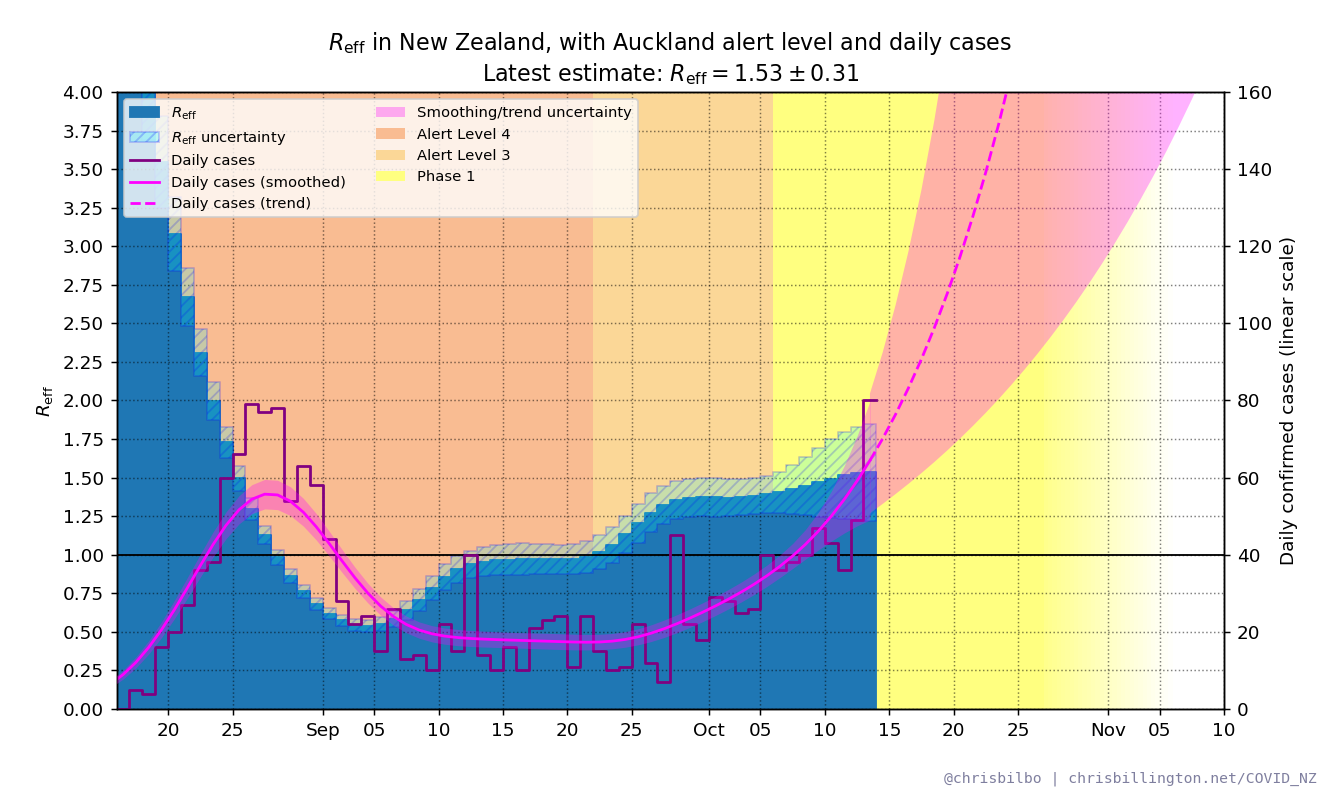 Reff in New Zealand, with Auckland alert level and daily cases
Latest estimate: Reff = 1.53 ± 0.31
4.00
3.75
3.50
3.25
3.00
2.75
2.50
2.25
2.00
1.75
1.50
1.25
1.00
0.75
0.50
0.25
0.00
Reff
Reff
Reff uncertainty
Daily cases
Daily cases (smoothed)
Daily cases (trend)
Smoothing/trend uncertainty
Alert Level 4
Alert Level 3
Phase 1
160
140
120
100
80
60
40
20
0
Daily confirmed cases (linear scale)
20 25 Sep 05 10 15 20 25 Oct 05 10 15 20 25 Nov 05 10
@chrisbilbo | chrisbillington.net/COVID_NZ